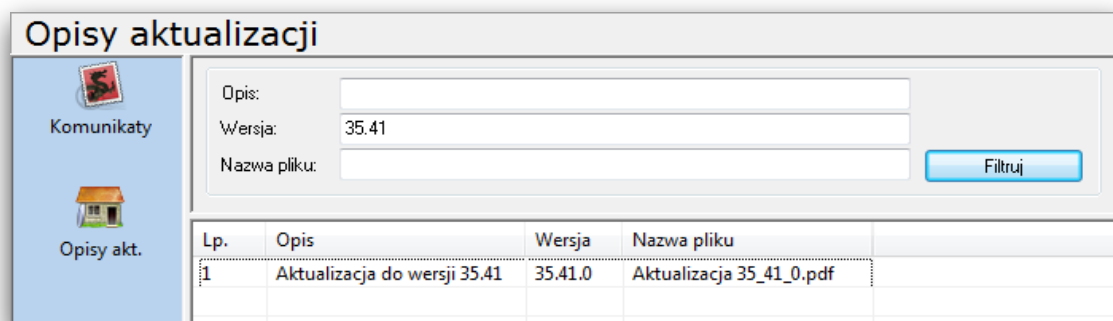 Opisy aktualizacji
Komunikaty
Opisy akt.
Opis:
Wersja: 35.41
Nazwa pliku:
Filtruj
Lp. Opis Wersja Nazwa pliku
1 Aktualizacja do wersji 35.41 35.41.0 Aktualizacja 35_41_0.pdf